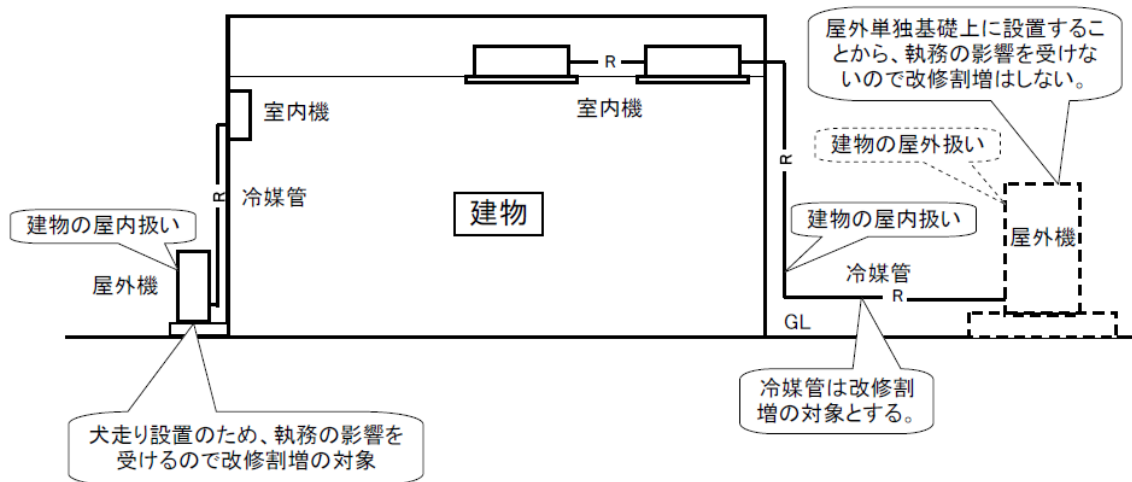 屋外単独基礎上に設置するこ
とから、執務の影響を受けな
いので改修割増はしない。
R
室内機
室内機
建物の屋外扱い
R
R
冷媒管
建物の屋内扱い
建物
建物の屋内扱い
屋外機
屋外機
冷媒管
R
GL
冷媒管は改修割
増の対象とする。
犬走り設置のため、執務の影響を
受けるので改修割増の対象